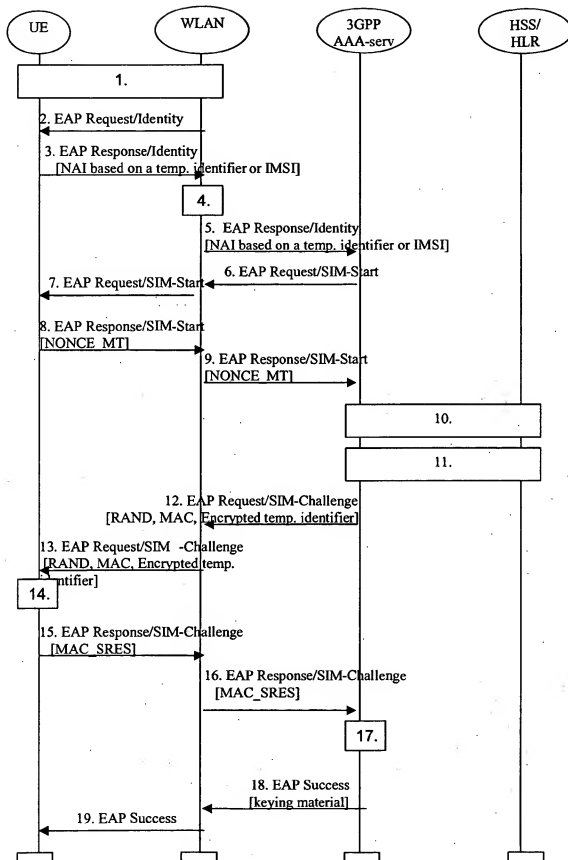 UE
WLAN
3GPP
AAA-serv
HSS/
HLR
1.
2. EAP Request/Identity
3. EAP Response/Identity
[NAI based on a temp. identifier or IMSI]
4.
5. EAP Response/Identity
[NAI based on a temp. identifier or IMSI]
6. EAP Request/SIM-Start
7. EAP Request/SIM-Start
8. EAP Response/SIM-Start
[NONCE_MT]
9. EAP Response/SIM-Start
[NONCE_MT]
10.
11.
12. EAP Request/SIM-Challenge
[RAND, MAC, Encrypted temp. identifier]
13. EAP Request/SIM -Challenge
[RAND, MAC, Encrypted temp.
14.
15. EAP Response/SIM-Challenge
[MAC_SRES]
16. EAP Response/SIM-Challenge
[MAC_SRES]
17.
18. EAP Success
[keying material]
19. EAP Success